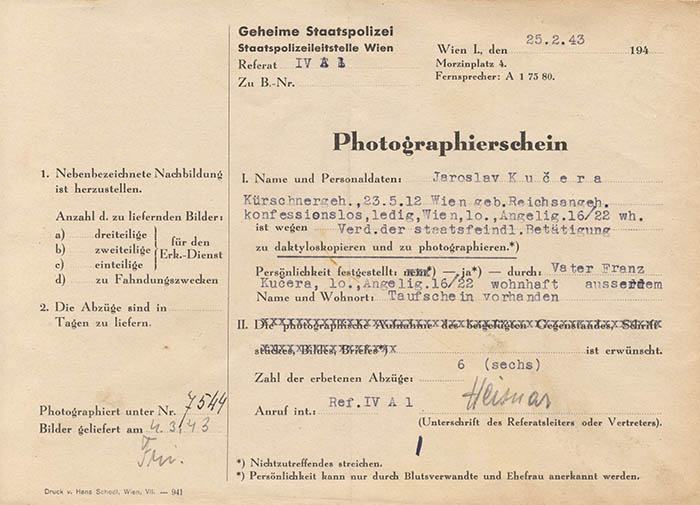 Geheime Staatspolizei
Staatspolizeileitstelle Wien
Referat IV A 1
Zu B.-Nr.
Wien I., den 25.2.43 194
Morzinplatz 4.
Fernsprecher: A 1 75 80.
Photographierschein
1. Nebenbezeichnete Nachbildung
ist herzustellen.
Anzahl d. zu liefernden Bilder:
a) dreiteilige
b) zweiteilige
c) einteilige
für den
Erk.-Dienst
d) zu Fahndungszwecken
2. Die Abzüge sind in
Tagen zu liefern.
Photographiert unter Nr. 7544
Bilder geliefert am 4.3.43
I. Name und Personaldaten: Jaroslav Kučera
Kürschnergeh.,23.5.12 Wien geb.Reichsangeh.
konfessionslos,ledig,Wien,10.,Angelig.16/22 wh.
ist wegen Verd.der staatsfeindl.Betätigung
zu daktyloskopieren und zu photographieren.*)
Persönlichkeit festgestellt: nein*) — ja*) — durch: Vater Franz
Kučera, 10.,Angelig.16/22 wohnhaft ausserdem
Name und Wohnort: Taufschein vorhanden
II. Die photographische Aufnahme des beigefügten Gegenstandes, Schrift
stückes, Bildes, Briefes*) ist erwünscht.
Zahl der erbetenen Abzüge: 6 (sechs)
Anruf int.: Ref.IV A 1 Heisnar
(Unterschrift des Referatsleiters oder Vertreters).
*) Nichtzutreffendes streichen.
*) Persönlichkeit kann nur durch Blutsverwandte und Ehefrau anerkannt werden.
Druck v. Hans Schodl, Wien, VII. — 941